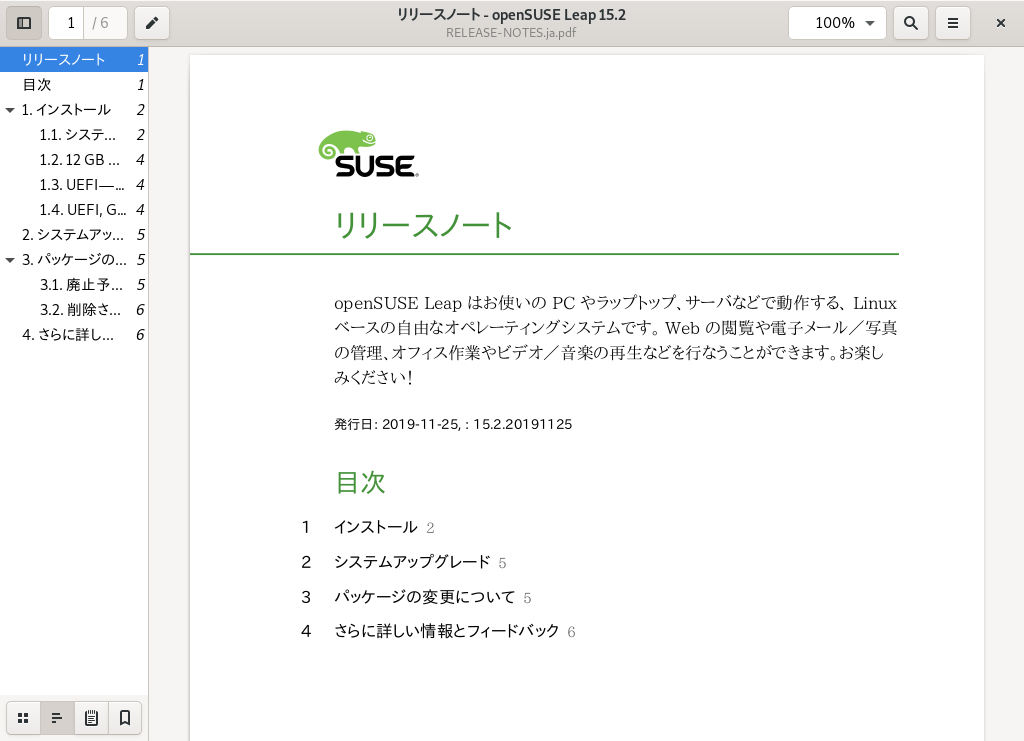 1 / 6
リリースノート - openSUSE Leap 15.2
RELEASE-NOTES.ja.pdf
100%
リリースノート 1
目次 1
1. インストール 2
1.1. システ... 2
1.2. 12 GB ... 4
1.3. UEFI—... 4
1.4. UEFI, G... 4
2. システムアッ... 5
3. パッケージの... 5
3.1. 廃止予... 5
3.2. 削除さ... 6
4. さらに詳し... 6
SUSE
リリースノート
openSUSE Leap はお使いの PC やラップトップ、サーバなどで動作する、Linux
ベースの自由なオペレーティングシステムです。Web の閲覧や電子メール／写真
の管理、オフィス作業やビデオ／音楽の再生などを行なうことができます。お楽し
みください!
発行日: 2019-11-25, : 15.2.20191125
目次
1 インストール 2
2 システムアップグレード 5
3 パッケージの変更について 5
4 さらに詳しい情報とフィードバック 6